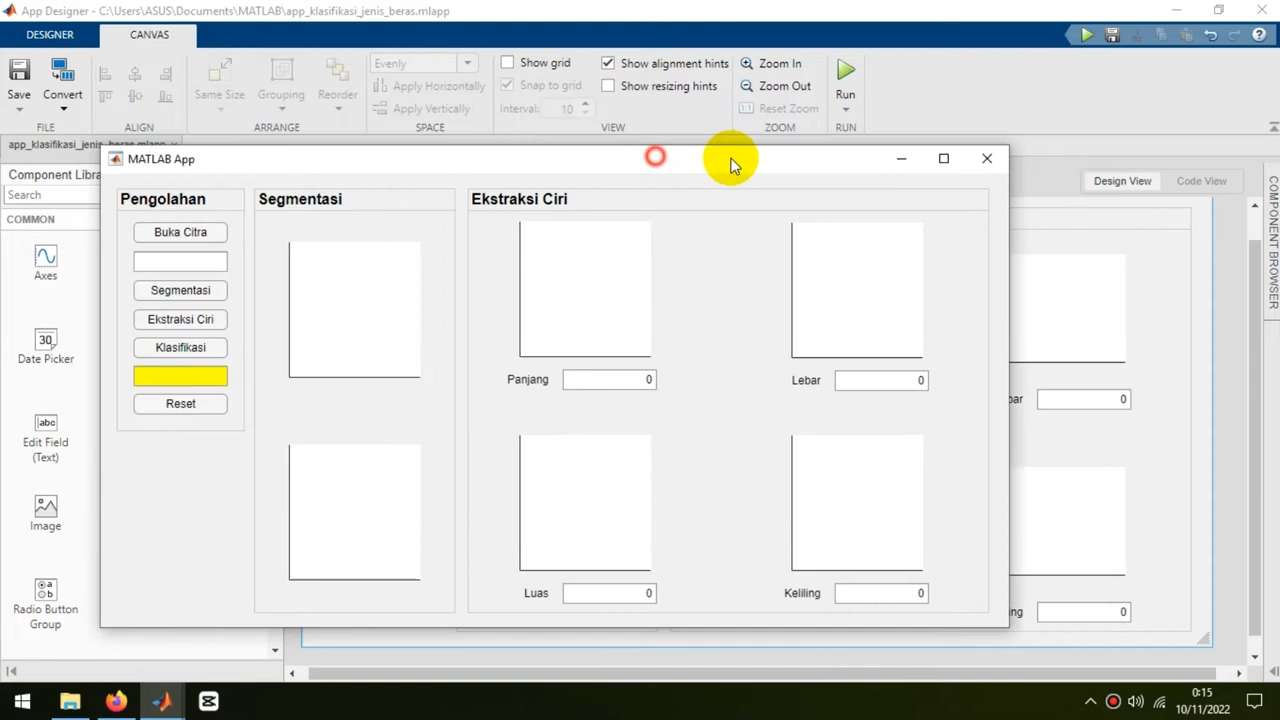 App Designer - C:\Users\ASUS\Documents\MATLAB\app_klasifikasi_jenis_beras.mlapp
DESIGNER
CANVAS
Save
Convert
FILE
ALIGN
Same Size
Grouping
Reorder
ARRANGE
Evenly
Apply Horizontally
Apply Vertically
SPACE
Show grid
Snap to grid
Interval: 10
Show alignment hints
Show resizing hints
VIEW
Zoom In
Zoom Out
Reset Zoom
ZOOM
Run
RUN
app_klasifikasi_jenis_beras.mlapp
Component Libra
Search
COMMON
Axes
30
Date Picker
abc
Edit Field
(Text)
Image
a
b
Radio Button
Group
Design View
Code View
COMPONENT BROWSER
MATLAB App
Pengolahan
Buka Citra
Segmentasi
Ekstraksi Ciri
Klasifikasi
Reset
Segmentasi
Ekstraksi Ciri
Panjang 0
Lebar 0
Luas 0
Keliling 0
bar 0
ng 0
0:15
10/11/2022